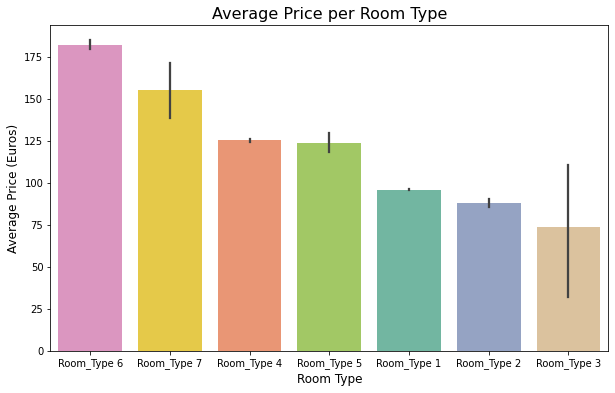 Average Price per Room Type
Average Price (Euros)
175
150
125
100
75
50
25
0
Room_Type 6 Room_Type 7 Room_Type 4 Room_Type 5 Room_Type 1 Room_Type 2 Room_Type 3
Room Type